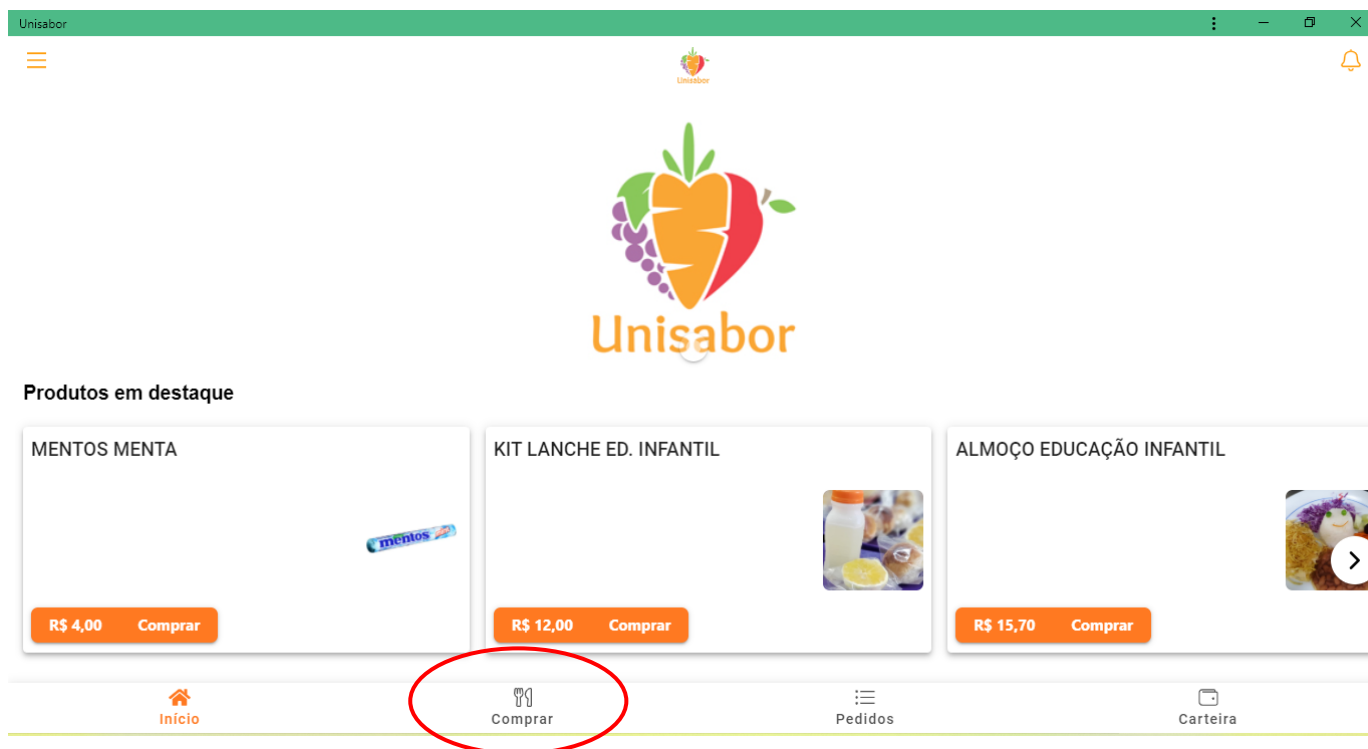 Unisabor
Unisabor
Unisabor
Produtos em destaque
MENTOS MENTA
mentos
R$ 4,00 Comprar
KIT LANCHE ED. INFANTIL
R$ 12,00 Comprar
ALMOÇO EDUCAÇÃO INFANTIL
R$ 15,70 Comprar
Início
Comprar
Pedidos
Carteira